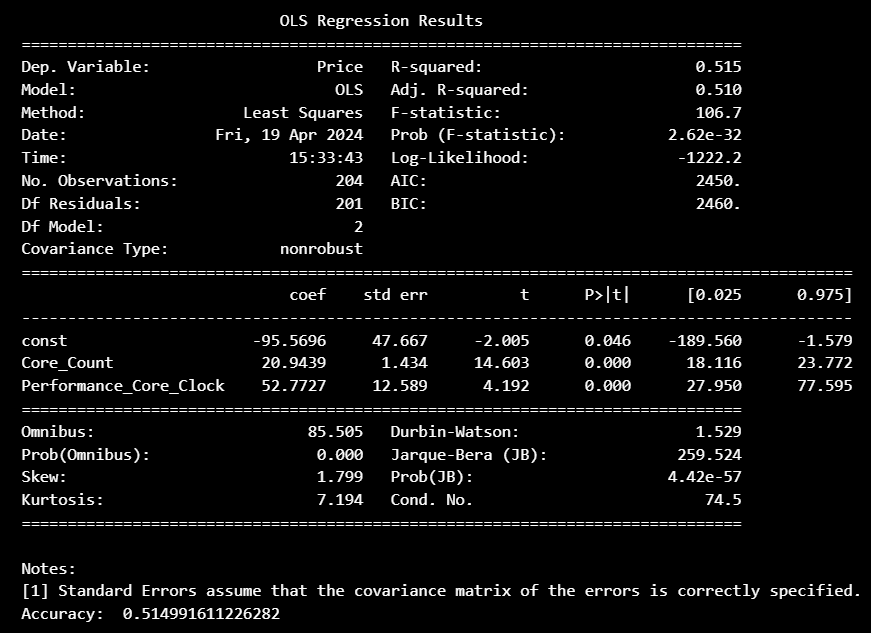 OLS Regression Results
==============================================================================
Dep. Variable:                  Price   R-squared:                       0.515
Model:                            OLS   Adj. R-squared:                  0.510
Method:                 Least Squares   F-statistic:                     106.7
Date:                Fri, 19 Apr 2024   Prob (F-statistic):           2.62e-32
Time:                        15:33:43   Log-Likelihood:                -1222.2
No. Observations:                 204   AIC:                             2450.
Df Residuals:                     201   BIC:                             2460.
Df Model:                           2
Covariance Type:            nonrobust
==========================================================================================
                             coef    std err          t      P>|t|      [0.025      0.975]
------------------------------------------------------------------------------------------
const                    -95.5696     47.667     -2.005      0.046    -189.560      -1.579
Core_Count                20.9439      1.434     14.603      0.000      18.116      23.772
Performance_Core_Clock    52.7727     12.589      4.192      0.000      27.950      77.595
==============================================================================
Omnibus:                       85.505   Durbin-Watson:                   1.529
Prob(Omnibus):                  0.000   Jarque-Bera (JB):              259.524
Skew:                           1.799   Prob(JB):                     4.42e-57
Kurtosis:                       7.194   Cond. No.                         74.5
==============================================================================

Notes:
[1] Standard Errors assume that the covariance matrix of the errors is correctly specified.
Accuracy:  0.514991611226282